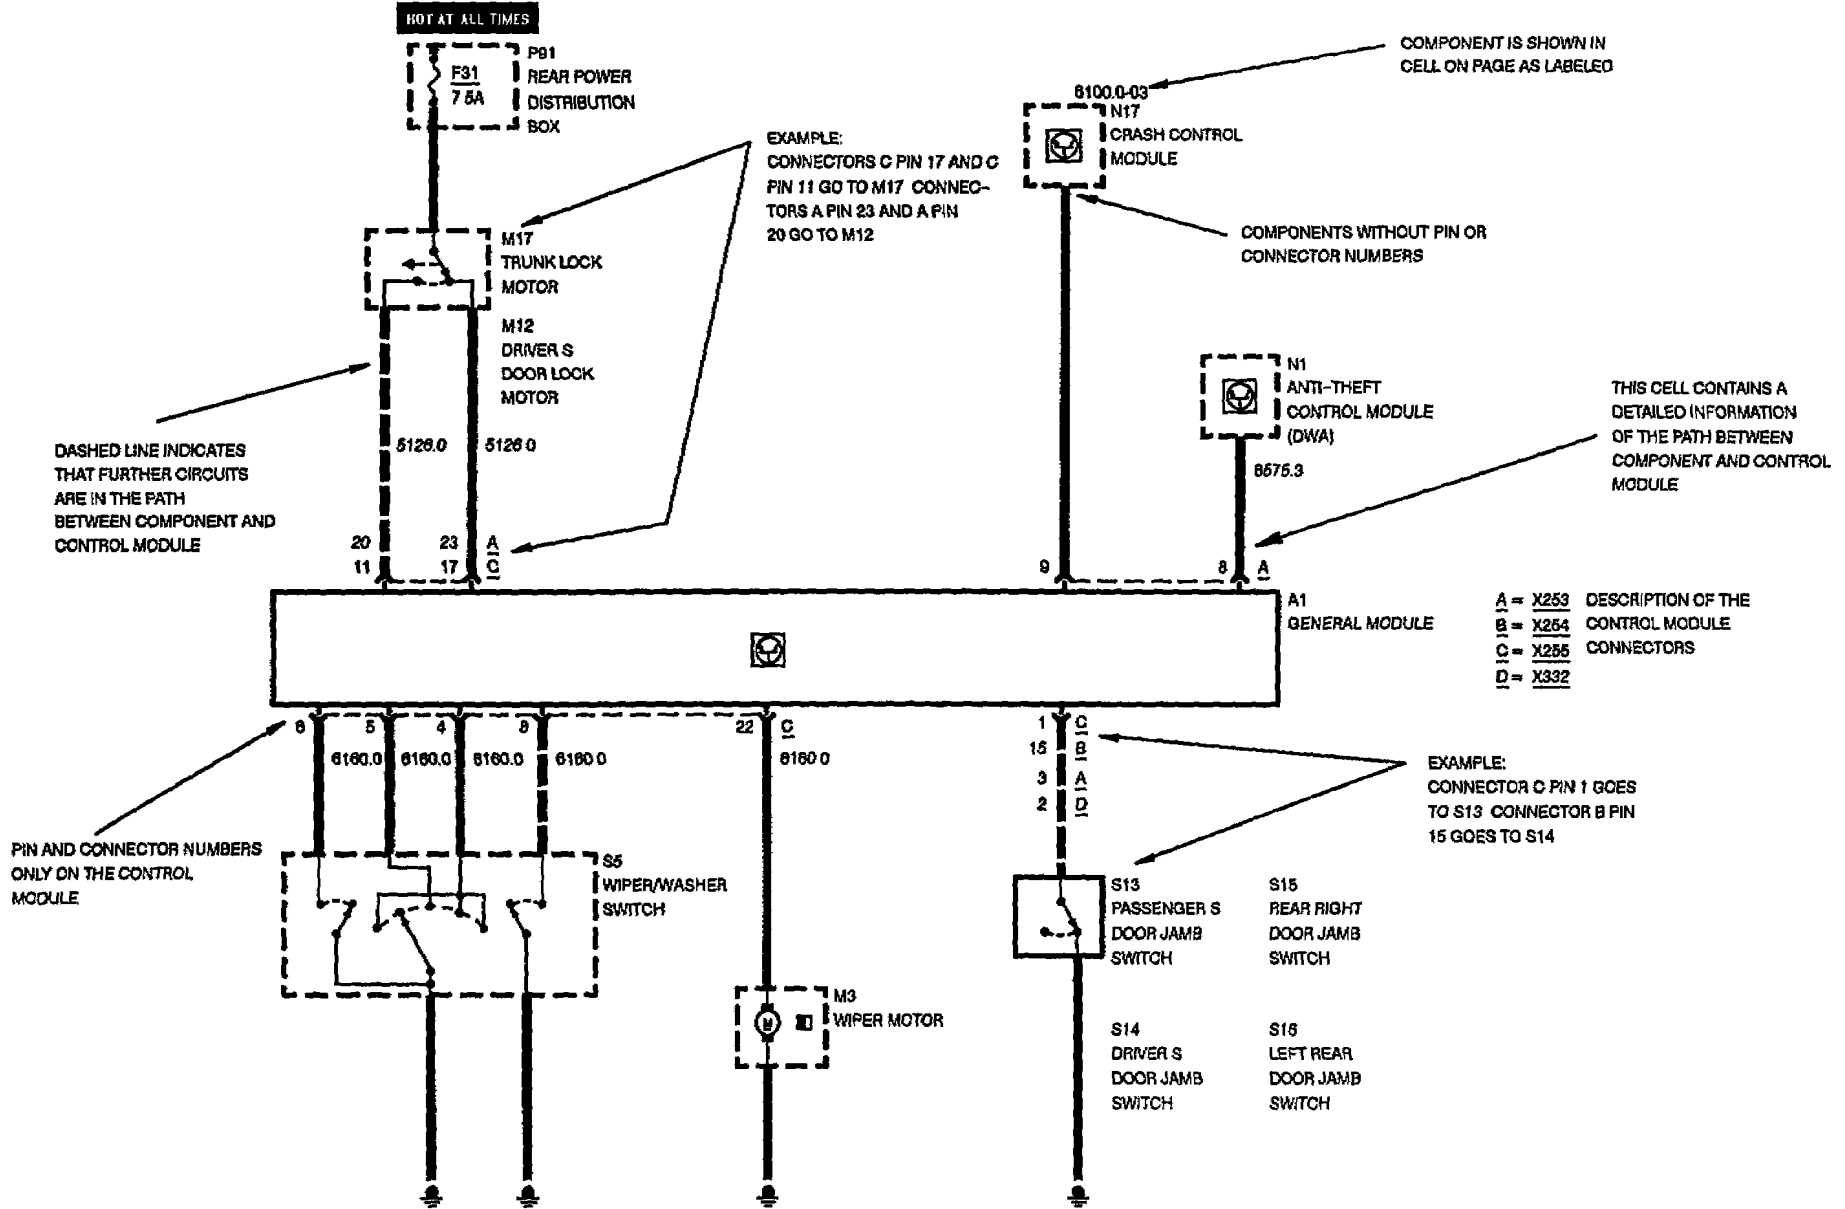 HOT AT ALL TIMES
P91
REAR POWER
DISTRIBUTION
BOX
F31
7 5A
COMPONENT IS SHOWN IN
CELL ON PAGE AS LABELED
6100.0-03
N17
CRASH CONTROL
MODULE
EXAMPLE:
CONNECTORS C PIN 17 AND C
PIN 11 GO TO M17 CONNEC-
TORS A PIN 23 AND A PIN
20 GO TO M12
COMPONENTS WITHOUT PIN OR
CONNECTOR NUMBERS
M17
TRUNK LOCK
MOTOR
M12
DRIVER S
DOOR LOCK
MOTOR
N1
ANTI-THEFT
CONTROL MODULE
(DWA)
THIS CELL CONTAINS A
DETAILED INFORMATION
OF THE PATH BETWEEN
COMPONENT AND CONTROL
MODULE
DASHED LINE INDICATES
THAT FURTHER CIRCUITS
ARE IN THE PATH
BETWEEN COMPONENT AND
CONTROL MODULE
5126.0
5126 0
8575.3
20 23 A
11 17 C
9 8 A
A1
GENERAL MODULE
A = X253
B = X254
C = X255
D = X332
DESCRIPTION OF THE
CONTROL MODULE
CONNECTORS
6 5 4 9 22 C
6160.0 6160.0 6160.0 6160 0 6160 0
1 C
15 B
3 A
2 D
EXAMPLE:
CONNECTOR C PIN 1 GOES
TO S13 CONNECTOR B PIN
15 GOES TO S14
PIN AND CONNECTOR NUMBERS
ONLY ON THE CONTROL
MODULE
S5
WIPER/WASHER
SWITCH
M3
WIPER MOTOR
M
S13
PASSENGER S
DOOR JAMB
SWITCH
S15
REAR RIGHT
DOOR JAMB
SWITCH
S14
DRIVER S
DOOR JAMB
SWITCH
S16
LEFT REAR
DOOR JAMB
SWITCH